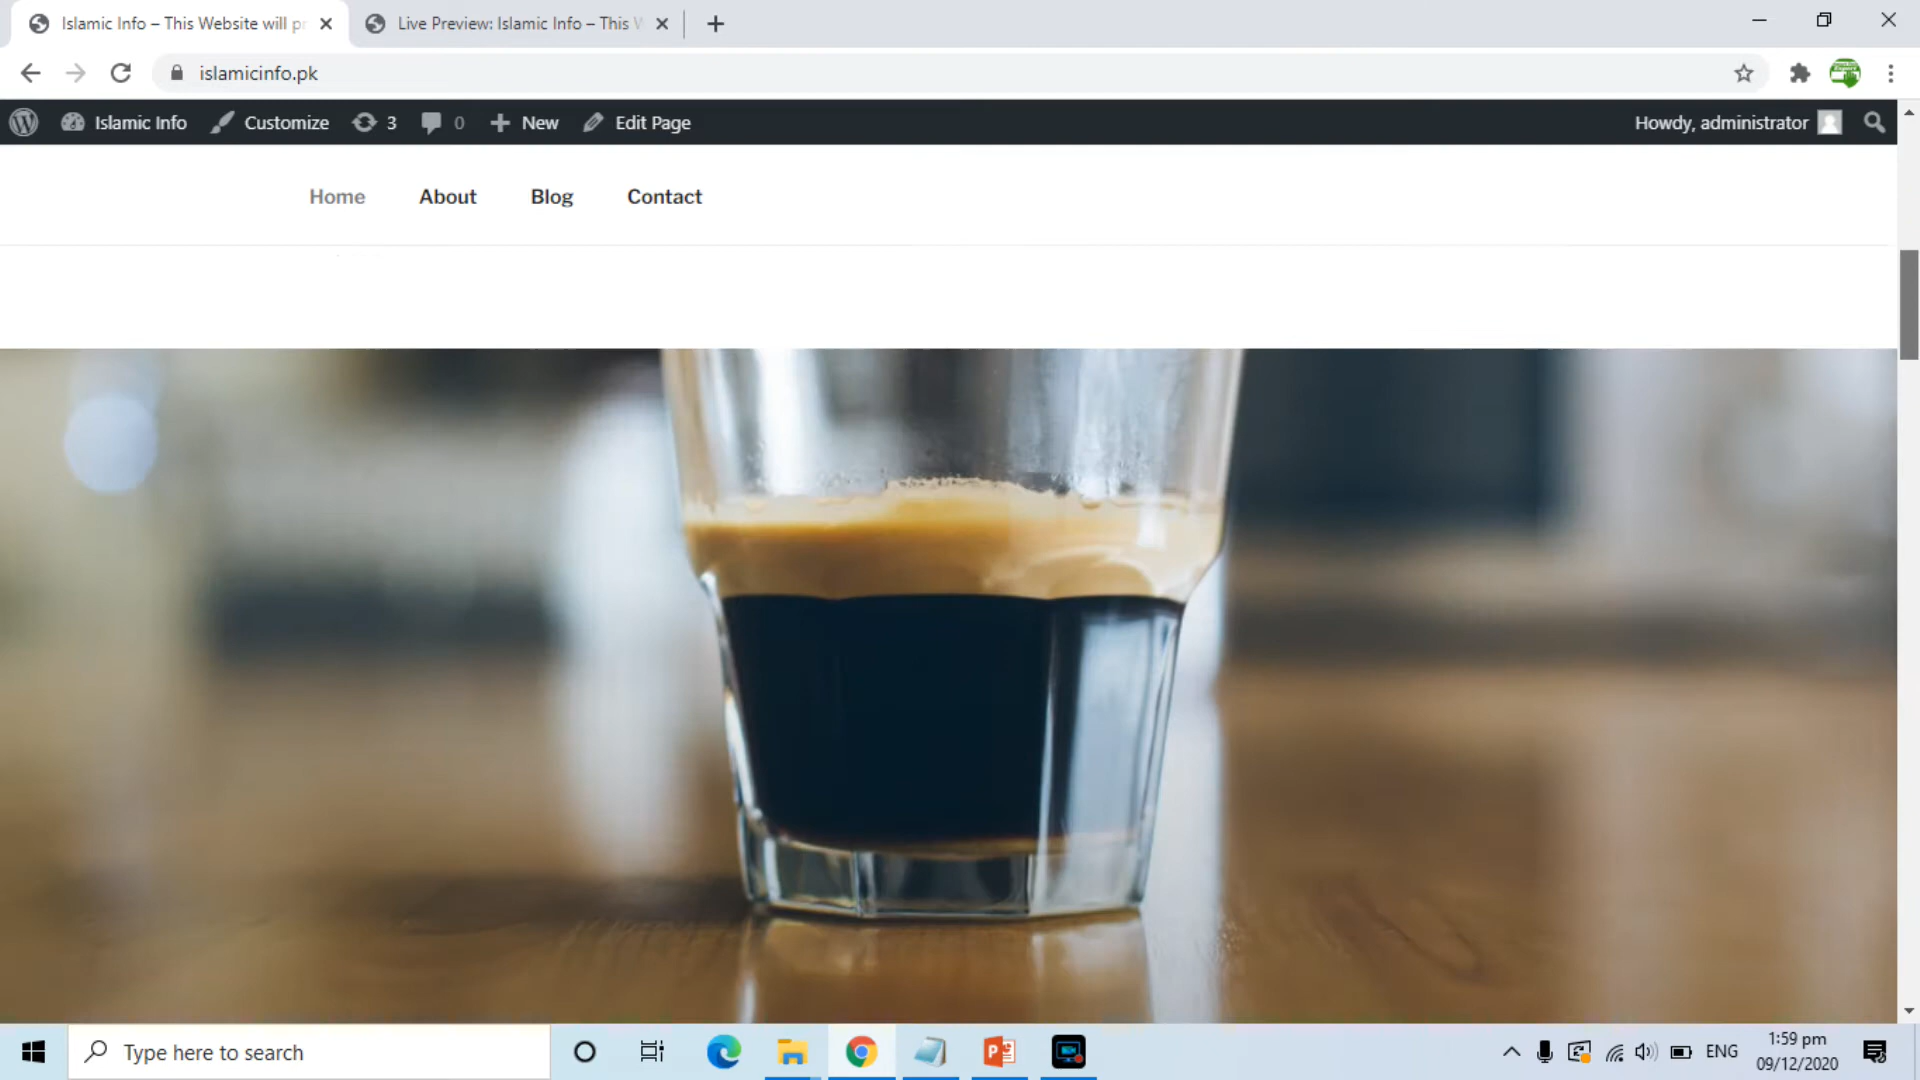 Islamic Info – This Website will pr
Live Preview: Islamic Info – This W
islamicinfo.pk
Islamic Info Customize 3 0 New Edit Page Howdy, administrator
Home About Blog Contact
Type here to search
ENG
1:59 pm
09/12/2020